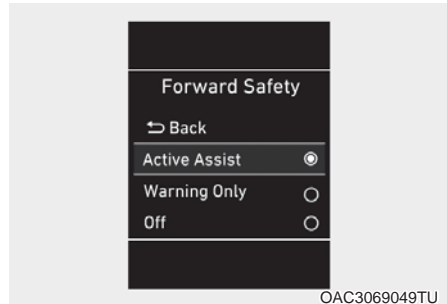 Forward Safety
Back
Active Assist
Warning Only
Off
OAC3069049TU